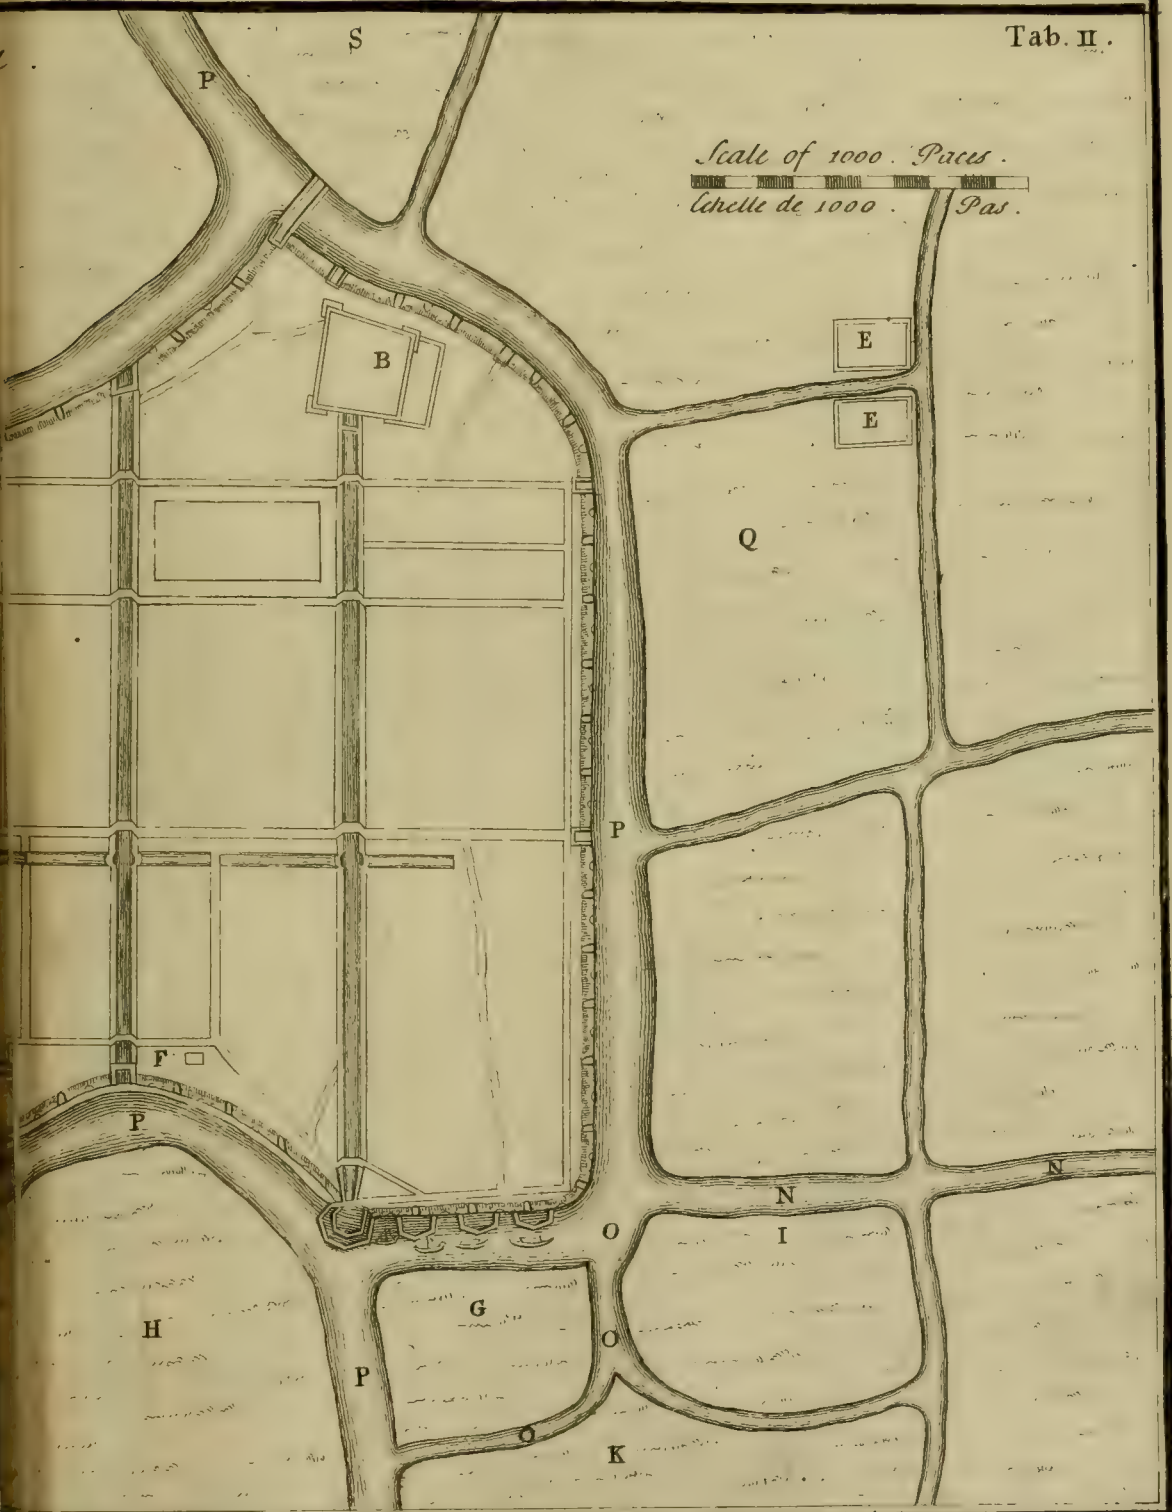 S
Tab. II.
P
Scale of 1000. Paces.
Echelle de 1000. Pas.
E
B
E
Q
P
F
P
N
N
O
I
G
H
O
P
O
K